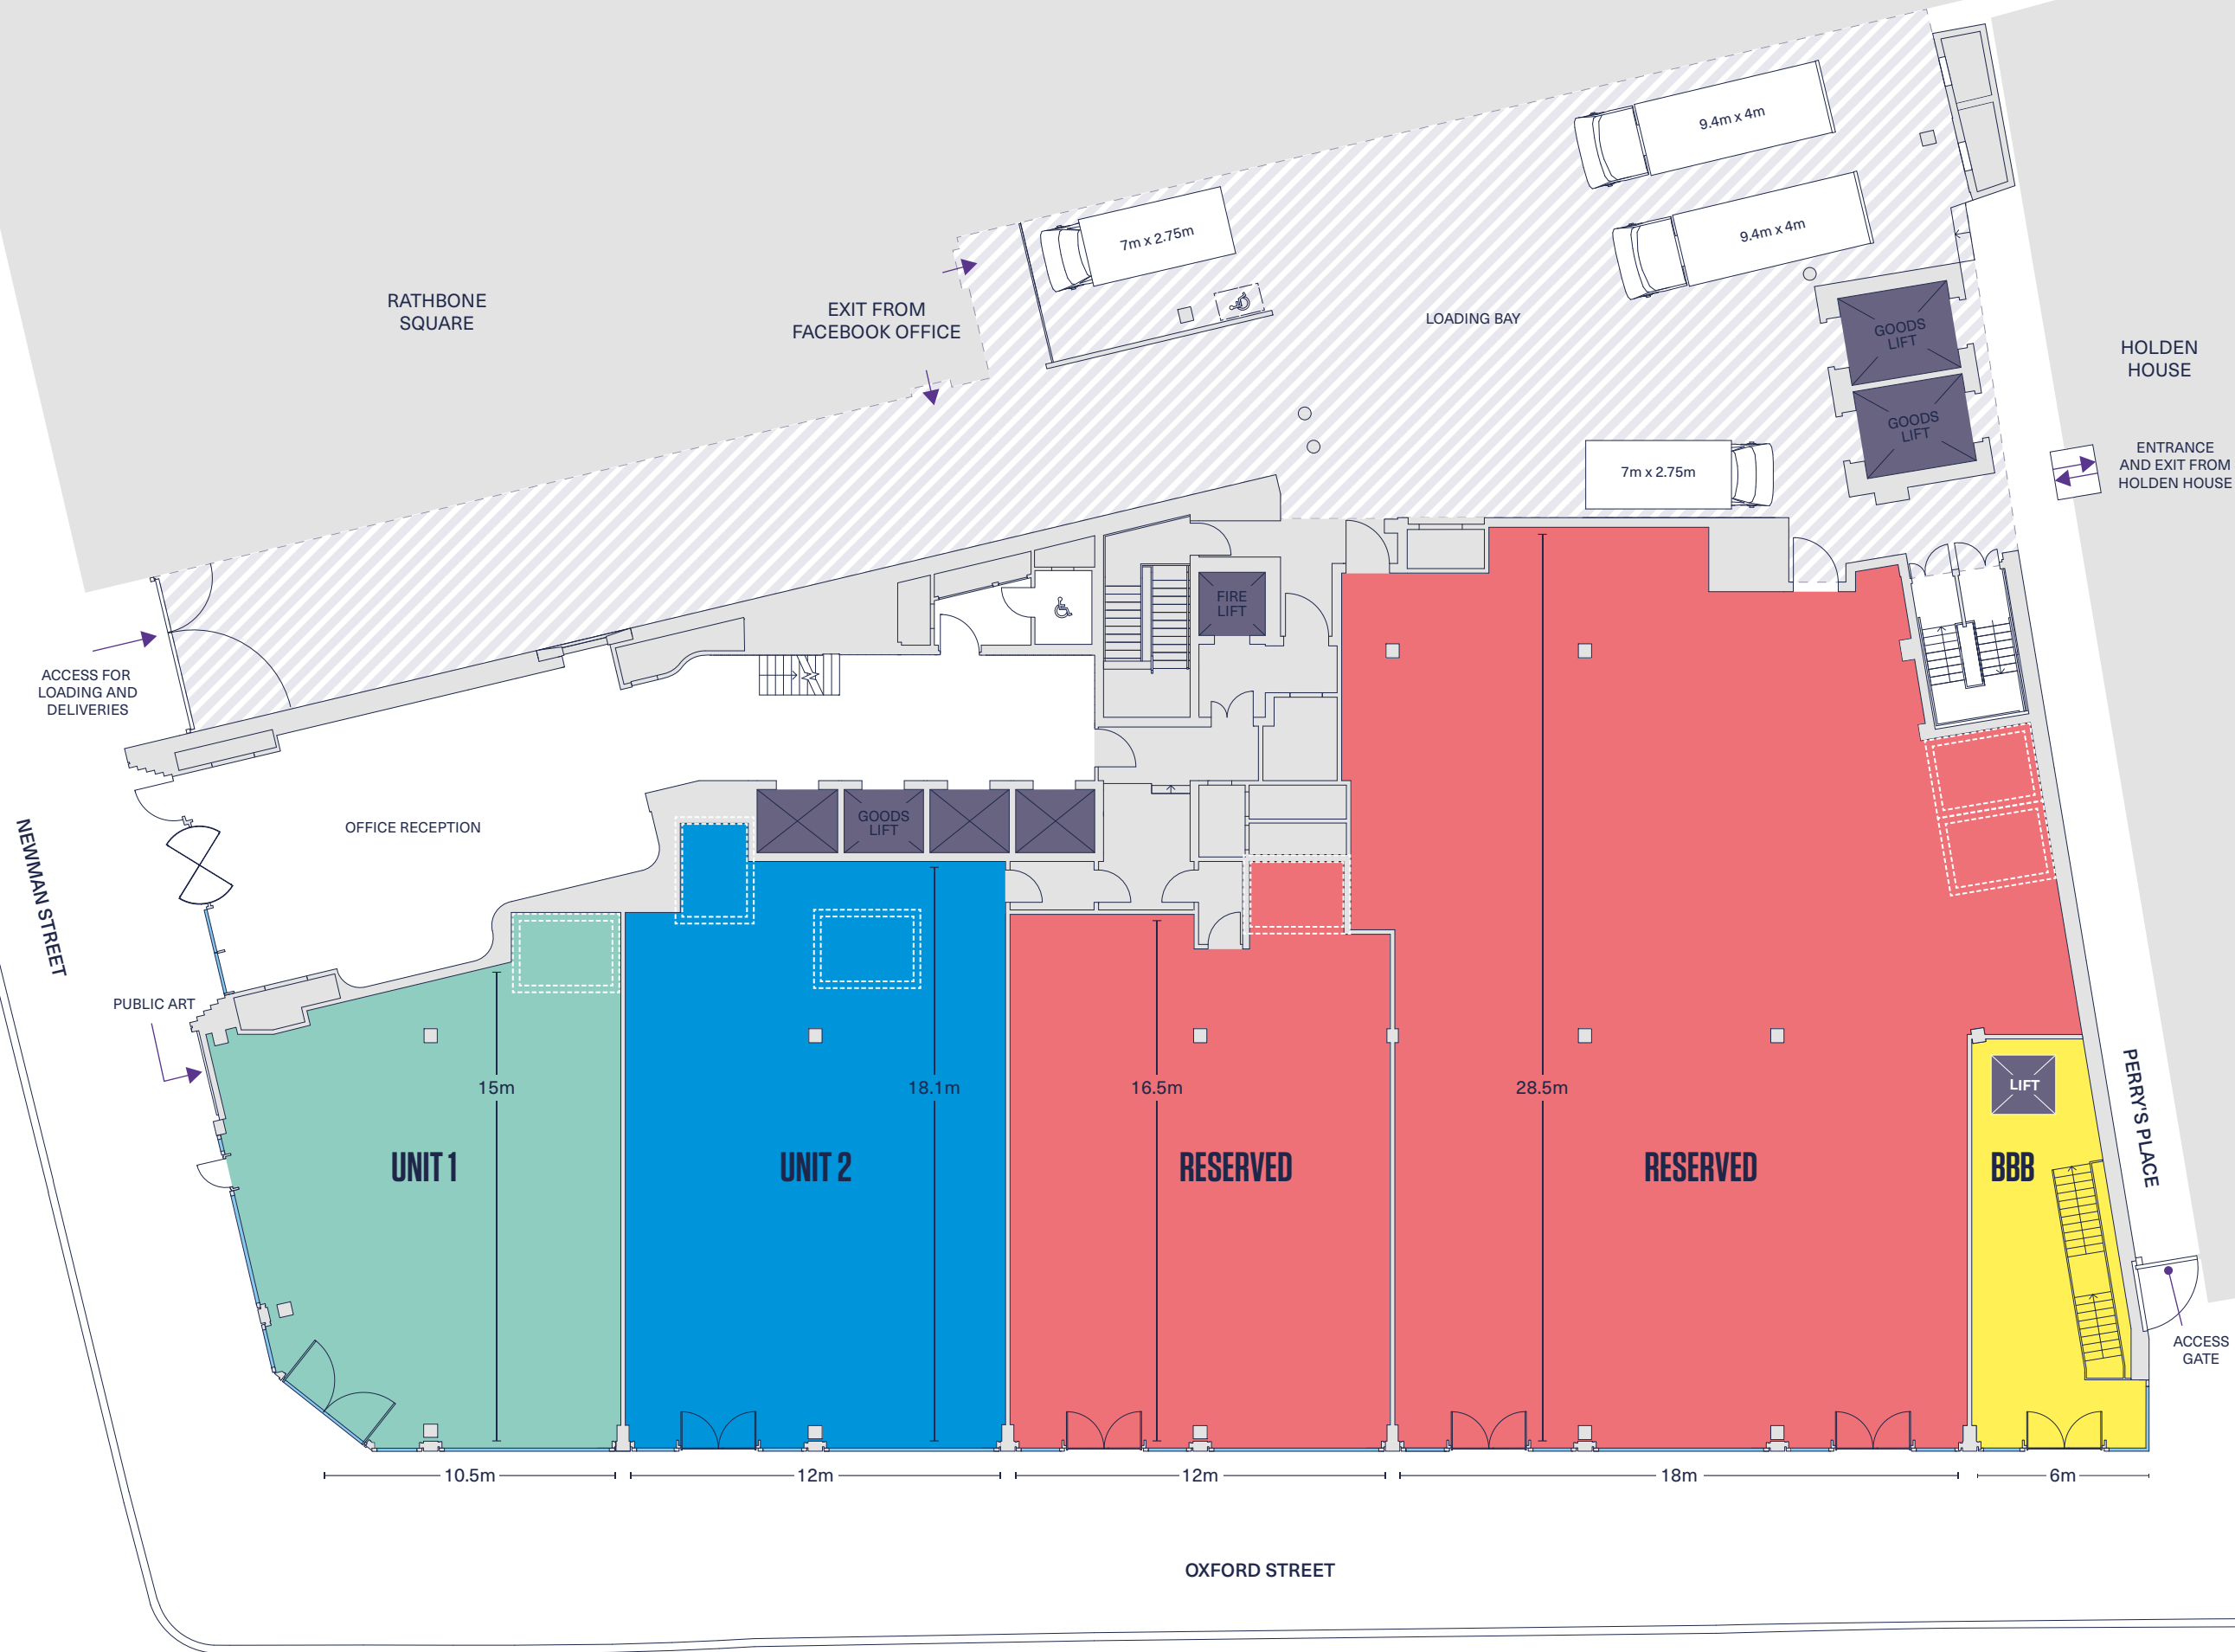 9.4m x 4m
9.4m x 4m
7m x 2.75m
RATHBONE
SQUARE
EXIT FROM
FACEBOOK OFFICE
LOADING BAY
GOODS
LIFT
GOODS
LIFT
HOLDEN
HOUSE
ENTRANCE
AND EXIT FROM
HOLDEN HOUSE
7m x 2.75m
FIRE
LIFT
ACCESS FOR
LOADING AND
DELIVERIES
OFFICE RECEPTION
GOODS
LIFT
NEWMAN STREET
PUBLIC ART
15m
18.1m
16.5m
28.5m
LIFT
UNIT 1
UNIT 2
RESERVED
RESERVED
BBB
PERRY'S PLACE
ACCESS
GATE
10.5m
12m
12m
18m
6m
OXFORD STREET